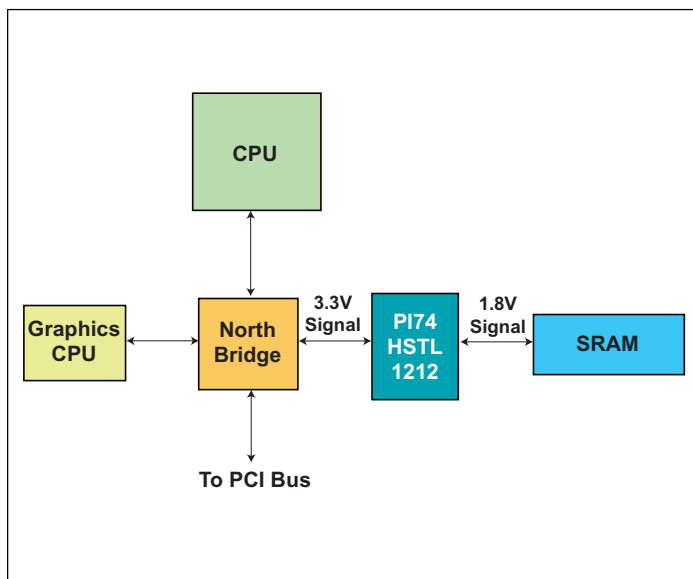 CPU
Graphics
CPU
North
Bridge
3.3V
Signal
PI74
HSTL
1212
1.8V
Signal
SRAM
To PCI Bus